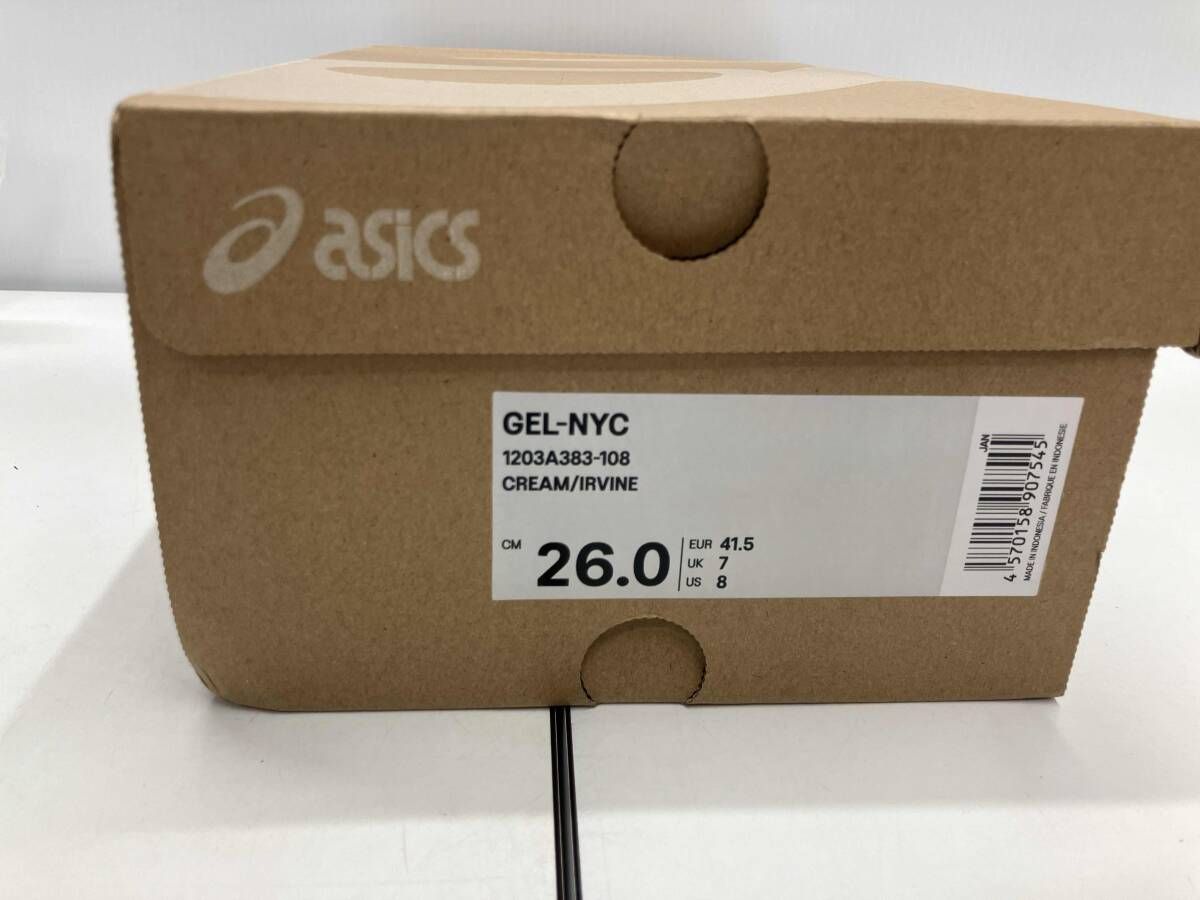 asics
GEL-NYC
1203A383-108
CREAM/IRVINE
CM 26.0
EUR 41.5
UK 7
US 8
JAN
4 570158 907545
MADE IN INDONESIA / FABRIQUE EN INDONESIE